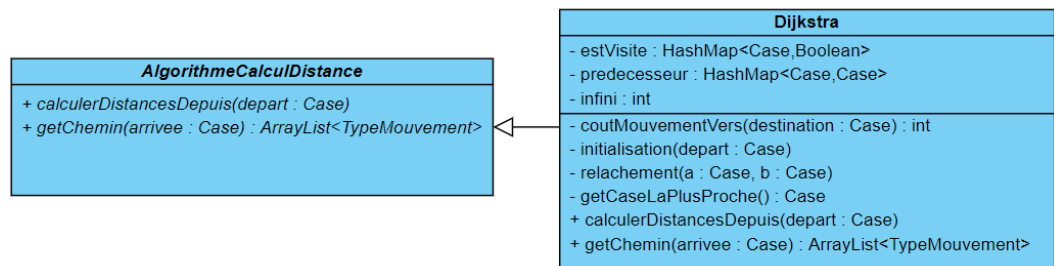 AlgorithmeCalculDistance
+ calculerDistancesDepuis(depart : Case)
+ getChemin(arrivee : Case) : ArrayList<TypeMouvement>
Dijkstra
- estVisite : HashMap<Case,Boolean>
- predecesseur : HashMap<Case,Case>
- infini : int
- coutMouvementVers(destination : Case) : int
- initialisation(depart : Case)
- relachement(a : Case, b : Case)
- getCaseLaPlusProche() : Case
+ calculerDistancesDepuis(depart : Case)
+ getChemin(arrivee : Case) : ArrayList<TypeMouvement>